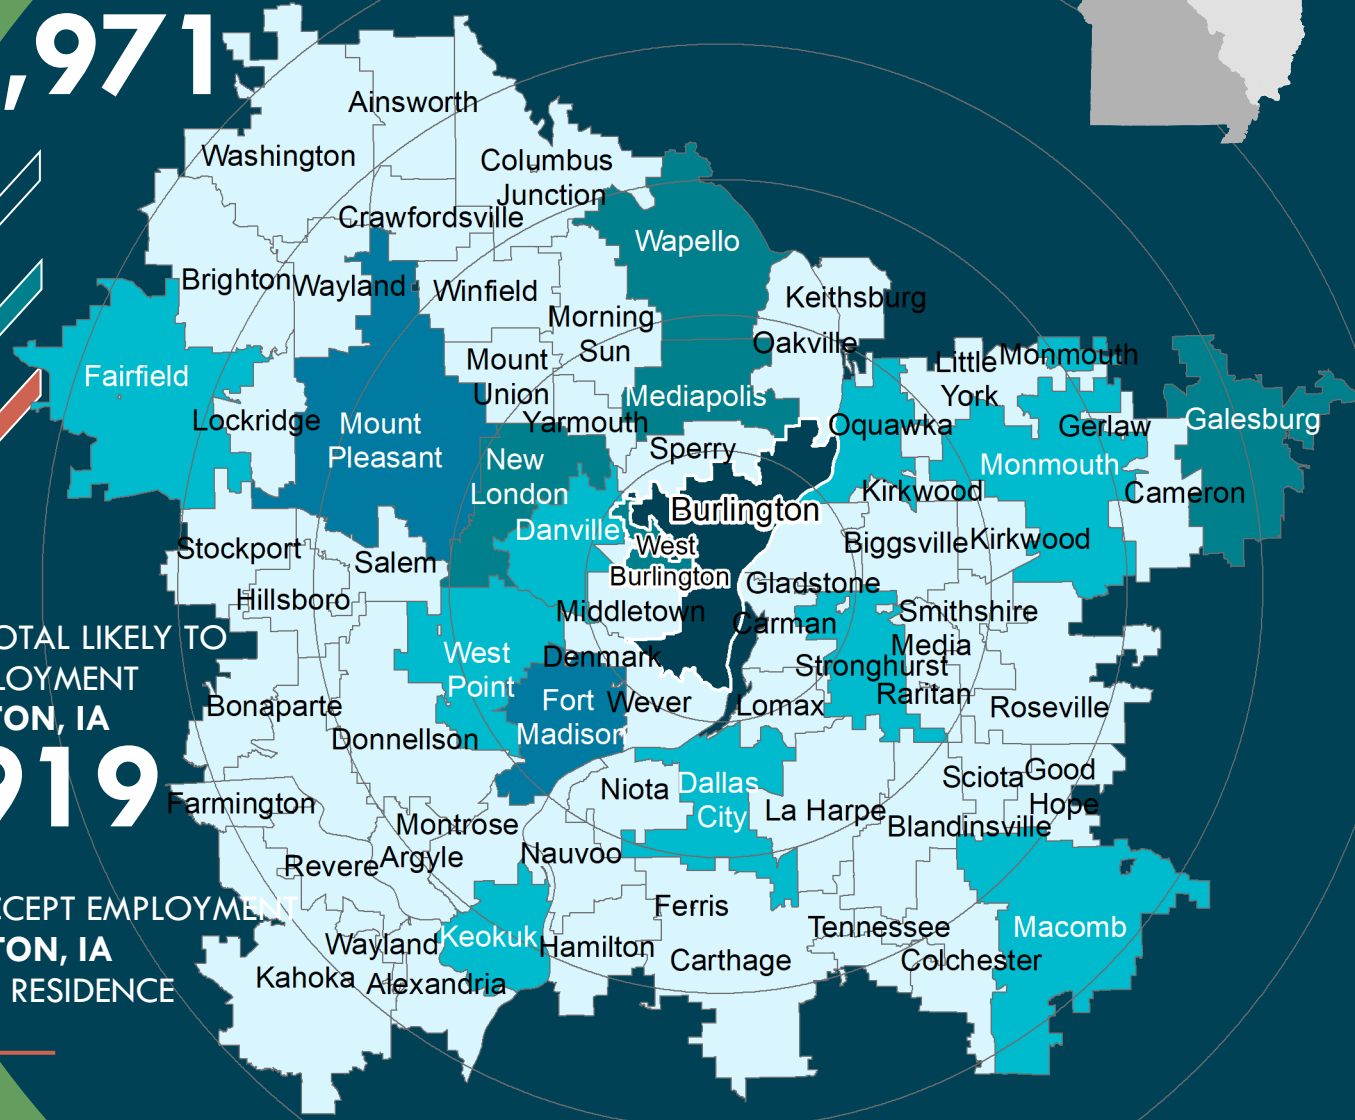 ,971
Ainsworth
Washington
Columbus
Junction
Crawfordsville
Wapello
Brighton
Wayland
Winfield
Keithsburg
Morning
Sun
Oakville
Mount
Union
Little
York
Monmouth
Fairfield
Mediapolis
Lockridge
Mount
Pleasant
Yarmouth
Oquawka
Gerlaw
Galesburg
Sperry
New
London
Monmouth
Kirkwood
Cameron
Danville
Burlington
West
Burlington
Stockport
Salem
Biggsville
Kirkwood
Hillsboro
Gladstone
Middletown
Carman
Smithshire
OTAL LIKELY TO
LOYMENT
TON, IA
919
West
Point
Denmark
Media
Stronghurst
Raritan
Bonaparte
Fort
Madison
Wever
Lomax
Roseville
Donnellson
Farmington
Niota
Dallas
City
La Harpe
Sciota
Good
Hope
Montrose
Blandinsville
Revere
Argyle
Nauvoo
CCEPT EMPLOYMENT
TON, IA
RESIDENCE
Ferris
Tennessee
Macomb
Wayland
Keokuk
Hamilton
Carthage
Colchester
Kahoka
Alexandria